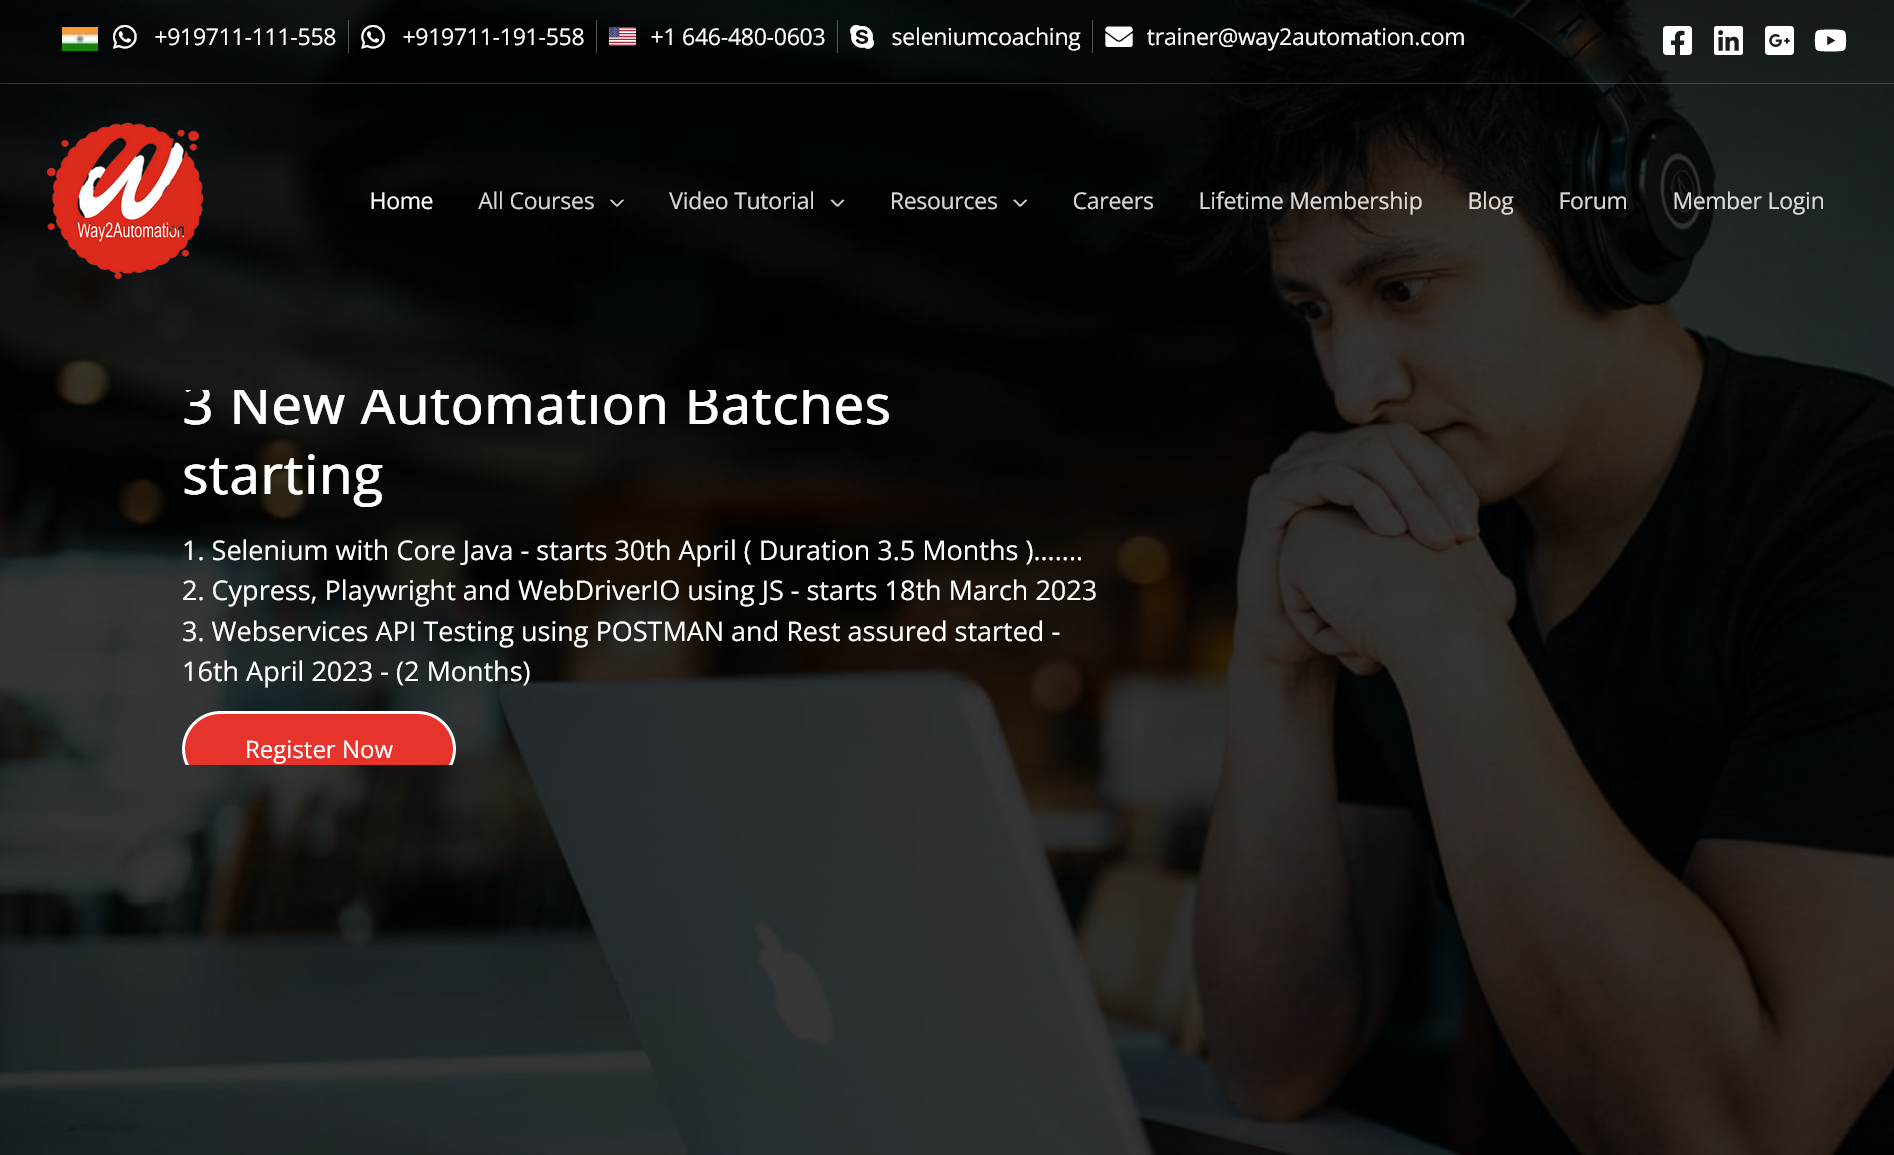 +919711-111-558 +919711-191-558 +1 646-480-0603 seleniumcoaching trainer@way2automation.com
Way2Automation
Home All Courses Video Tutorial Resources Careers Lifetime Membership Blog Forum Member Login
3 New Automation Batches
starting
1. Selenium with Core Java - starts 30th April ( Duration 3.5 Months ).......
2. Cypress, Playwright and WebDriverIO using JS - starts 18th March 2023
3. Webservices API Testing using POSTMAN and Rest assured started -
16th April 2023 - (2 Months)
Register Now